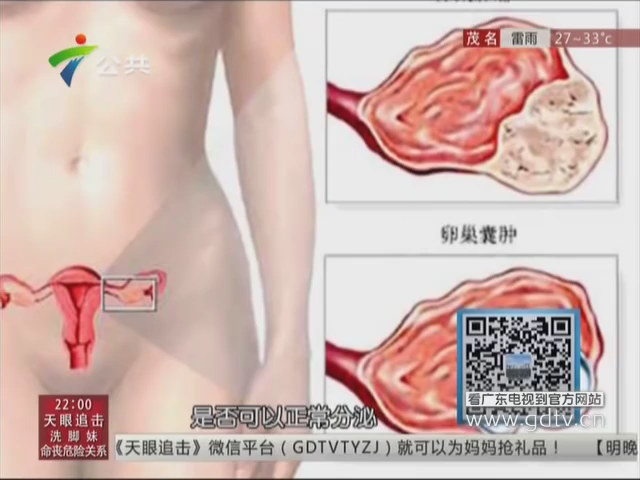 公共
茂名 雷雨 27~33℃
卵巢囊肿
看广东电视到官方网站
www.gdtv.cn
22:00
天眼追击
洗脚妹
命丧危险关系
是否可以正常分泌
《天眼追击》微信平台（GDTVTYZJ）就可以为妈妈抢礼品！ 【明晚